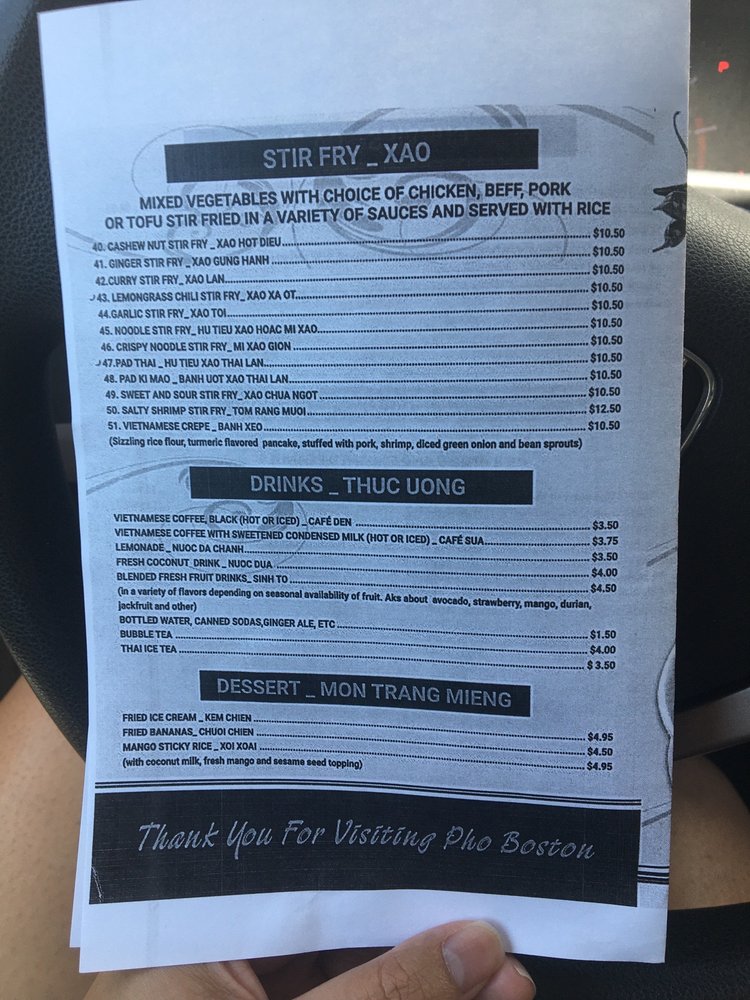 STIR FRY _ XAO
MIXED VEGETABLES WITH CHOICE OF CHICKEN, BEFF, PORK
OR TOFU STIR FRIED IN A VARIETY OF SAUCES AND SERVED WITH RICE
40. CASHEW NUT STIR FRY _ XAO HOT DIEU $10.50
41. GINGER STIR FRY _ XAO GUNG HANH $10.50
42.CURRY STIR FRY_ XAO LAN $10.50
43. LEMONGRASS CHILI STIR FRY_ XAO XA OT $10.50
44.GARLIC STIR FRY_ XAO TOI $10.50
45. NOODLE STIR FRY_ HU TIEU XAO HOAC MI XAO $10.50
46. CRISPY NOODLE STIR FRY_ MI XAO GION $10.50
47.PAD THAI _ HU TIEU XAO THAI LAN $10.50
48. PAD KI MAO _ BANH UOT XAO THAI LAN $10.50
49. SWEET AND SOUR STIR FRY_ XAO CHUA NGOT $10.50
50. SALTY SHRIMP STIR FRY_ TOM RANG MUOI $12.50
51. VIETNAMESE CREPE _ BANH XEO $10.50
(Sizzling rice flour, turmeric flavored pancake, stuffed with pork, shrimp, diced green onion and bean sprouts)
DRINKS _ THUC UONG
VIETNAMESE COFFEE, BLACK (HOT OR ICED) _ CAFÉ DEN $3.50
VIETNAMESE COFFEE WITH SWEETENED CONDENSED MILK (HOT OR ICED) _ CAFÉ SUA $3.75
LEMONADE _ NUOC DA CHANH $3.50
FRESH COCONUT DRINK _ NUOC DUA $4.00
BLENDED FRESH FRUIT DRINKS_ SINH TO $4.50
(in a variety of flavors depending on seasonal availability of fruit. Aks about avocado, strawberry, mango, durian,
jackfruit and other)
BOTTLED WATER, CANNED SODAS,GINGER ALE, ETC $1.50
BUBBLE TEA $4.00
THAI ICE TEA $ 3.50
DESSERT _ MON TRANG MIENG
FRIED ICE CREAM _ KEM CHIEN $4.95
FRIED BANANAS_ CHUOI CHIEN $4.50
MANGO STICKY RICE _ XOI XOAI $4.95
(with coconut milk, fresh mango and sesame seed topping)
Thank You For Visiting Pho Boston
P